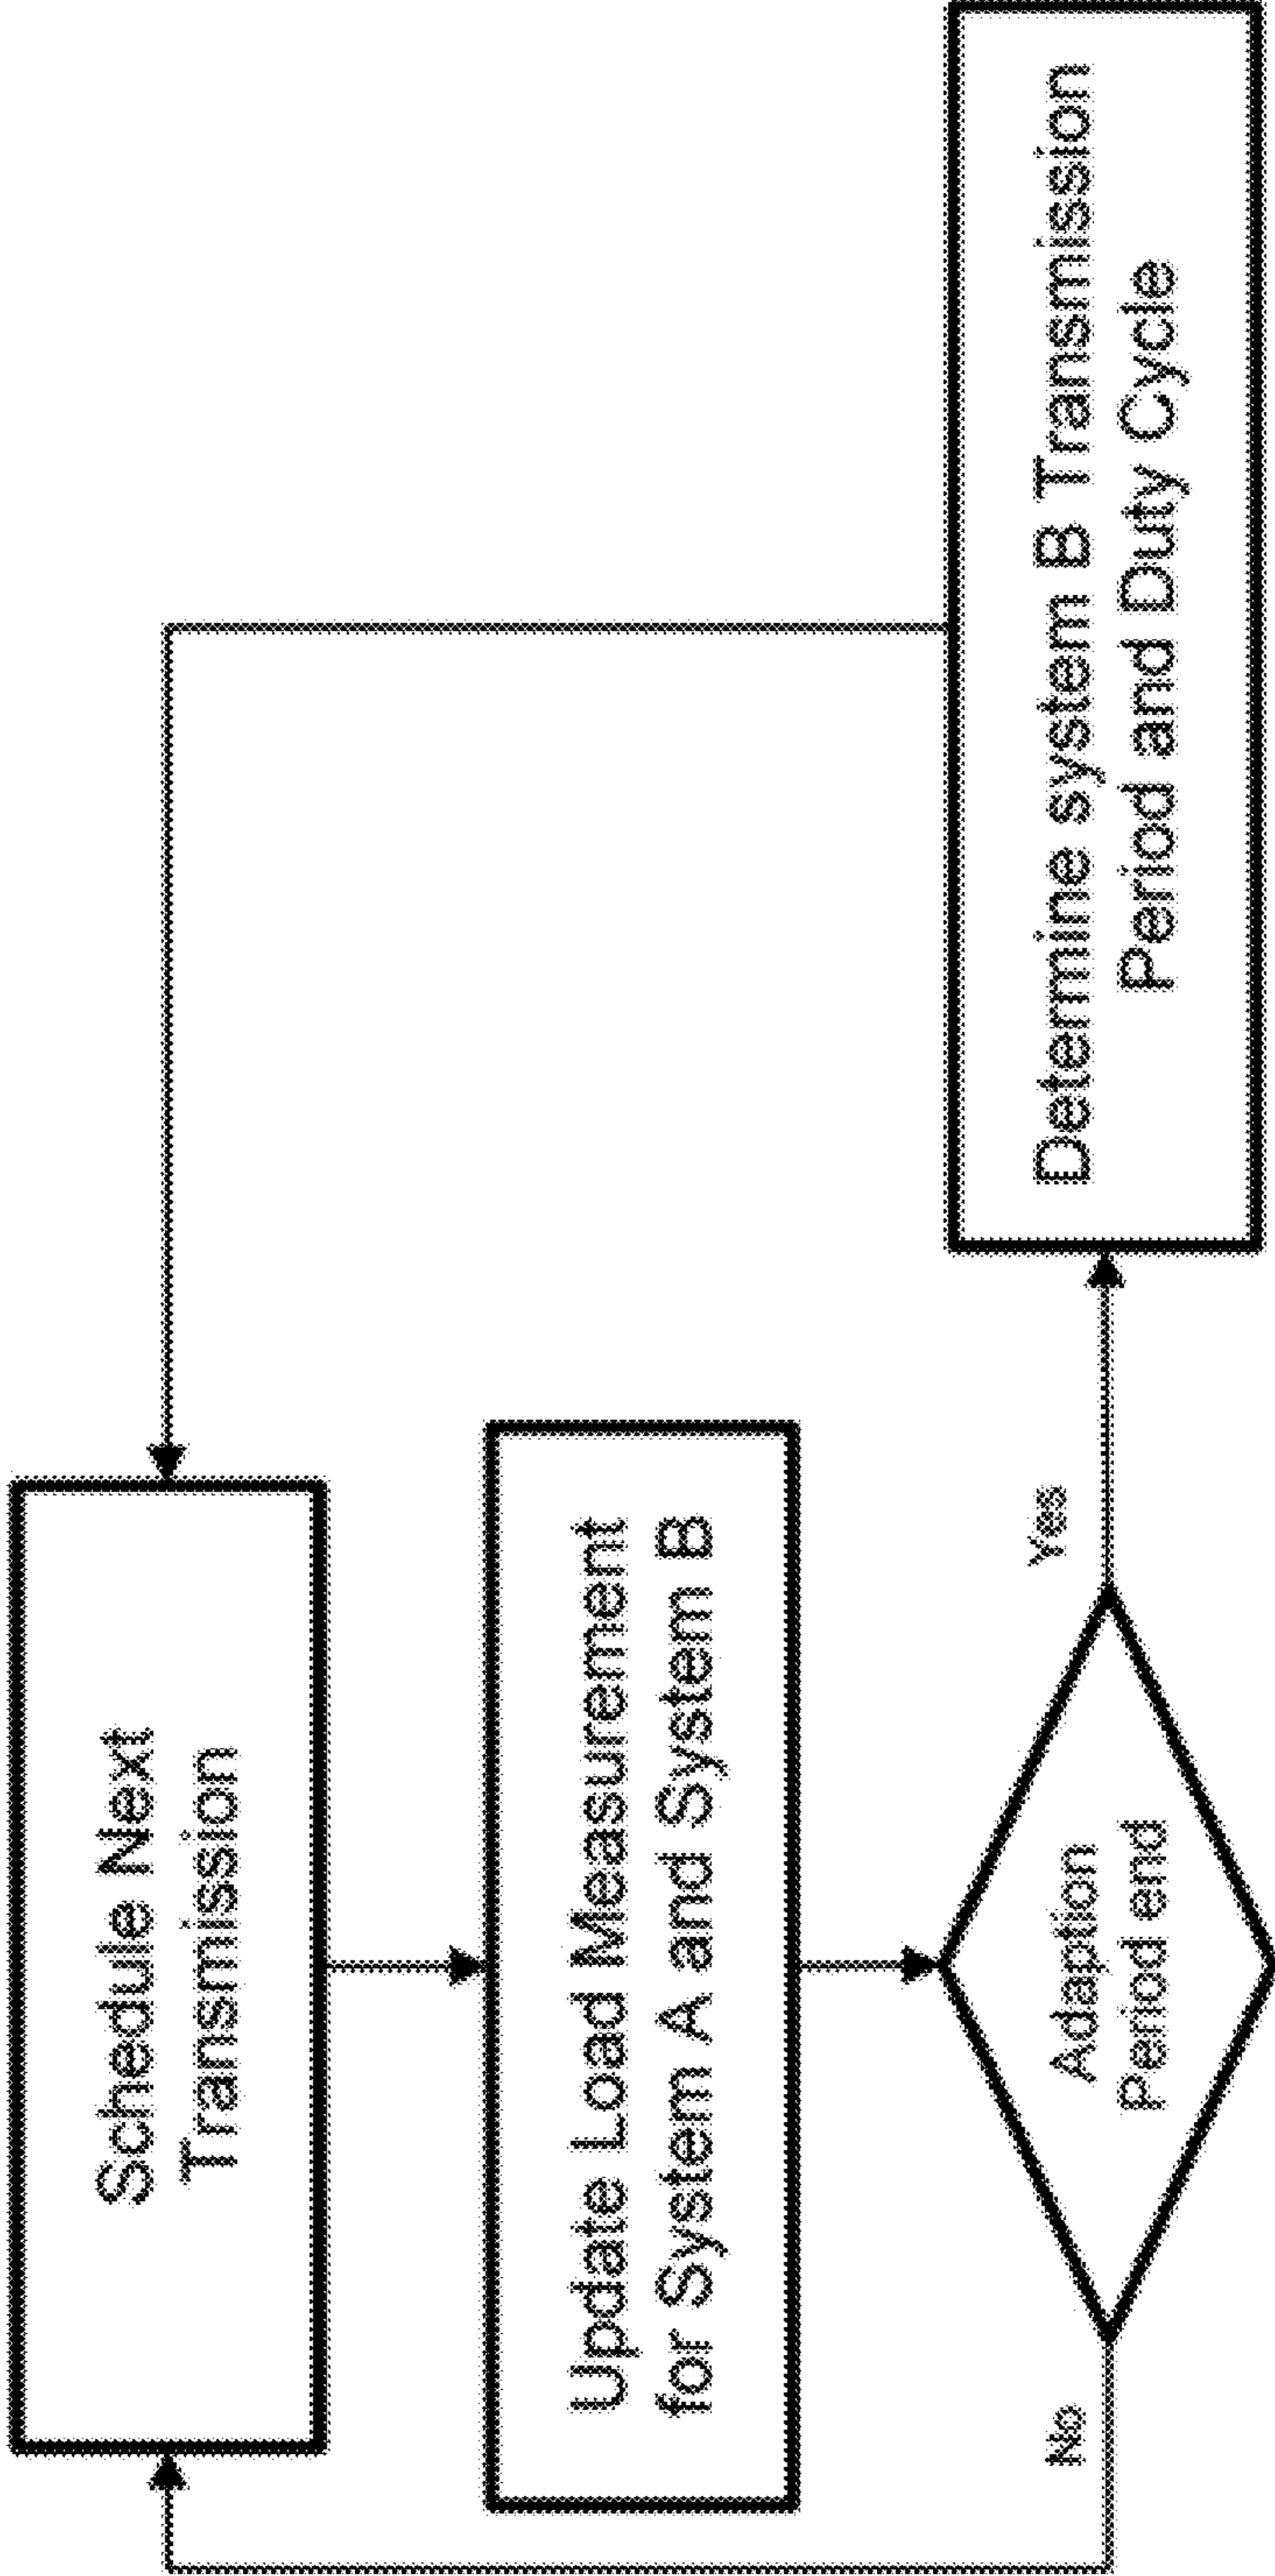 Schedule Next
Transmission
Update Load Measurement
for System A and System B
Adaption
Period end
No
Yes
Determine system B Transmission
Period and Duty Cycle